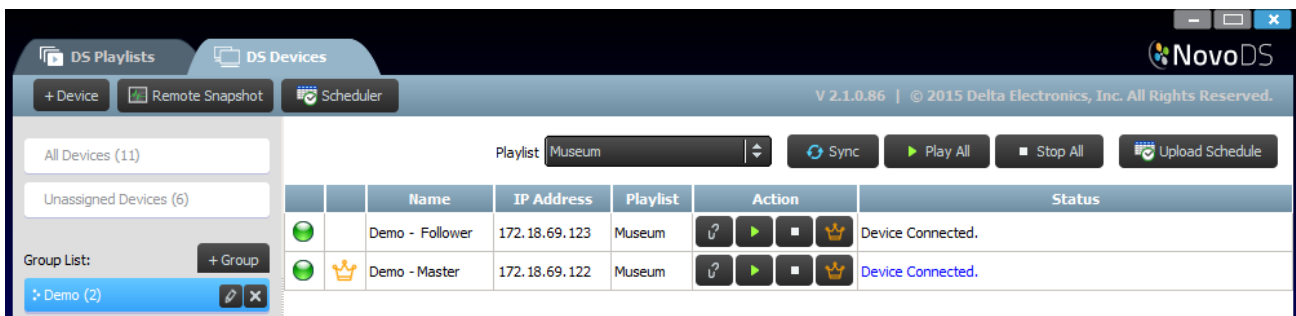 DS Playlists
DS Devices
NovoDS
+ Device
Remote Snapshot
Scheduler
V 2.1.0.86 | © 2015 Delta Electronics, Inc. All Rights Reserved.
All Devices (11)
Unassigned Devices (6)
Group List:
+ Group
Demo (2)
Playlist Museum
Sync
Play All
Stop All
Upload Schedule
Name IP Address Playlist Action Status
Demo - Follower 172.18.69.123 Museum Device Connected.
Demo - Master 172.18.69.122 Museum Device Connected.